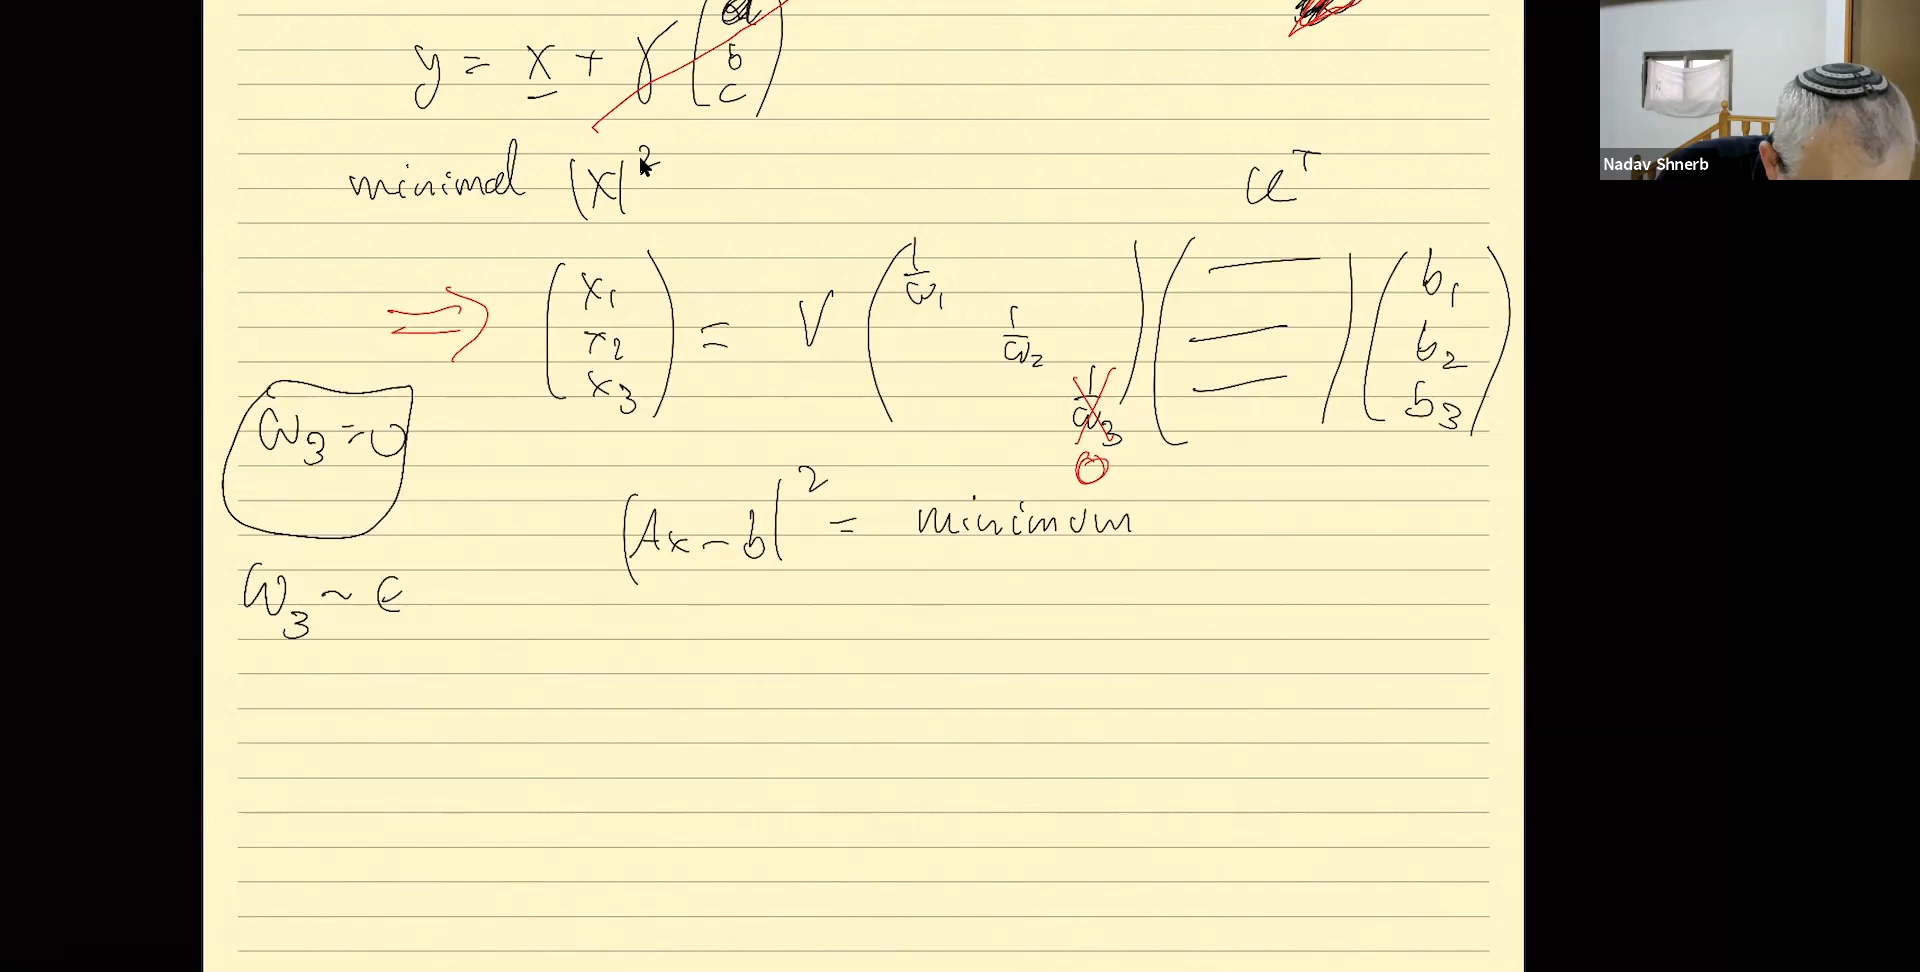 y = x + γ ( b c )
Nadav Shnerb
minimal |x|²
uᵀ
⇒ ( x₁ x₂ x₃ ) = V ( 1/ω₁ 1/ω₂ 1/ω₃ 0 ) ( ) ( b₁ b₂ b₃ )
ω₃ = 0
|Ax - b|² = minimum
ω₃ ~ ϵ